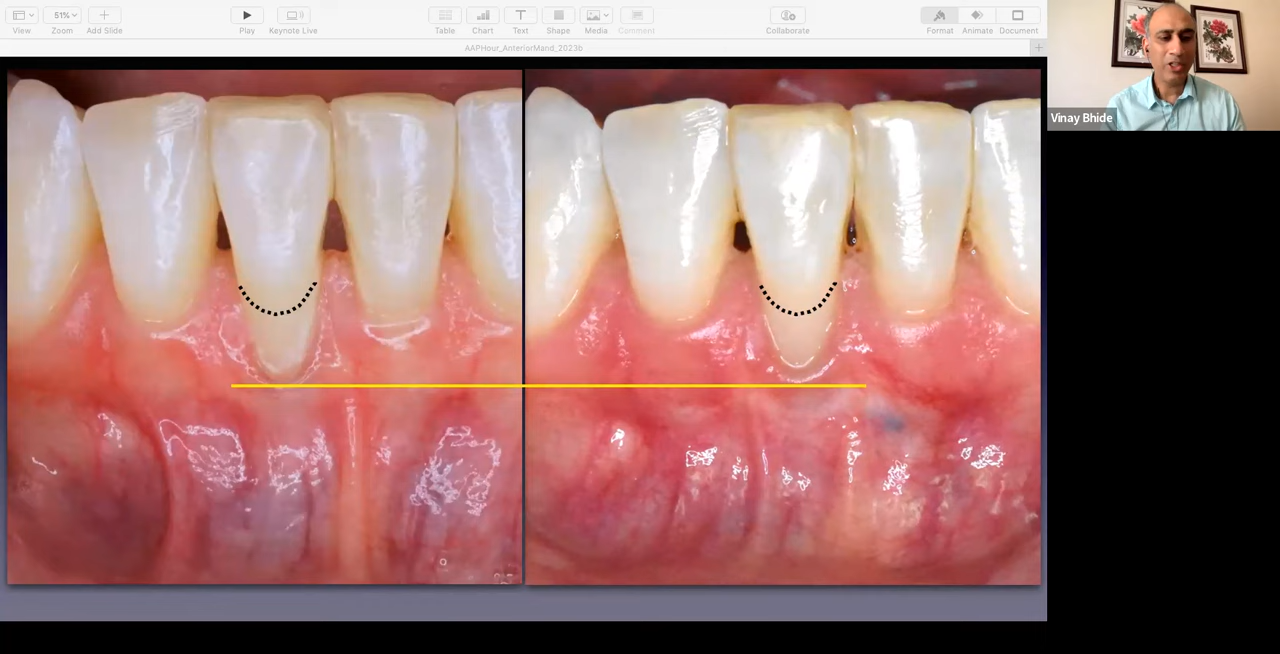 View
51%
Zoom
Add Slide
Play
Keynote Live
Table
Chart
Text
Shape
Media
Comment
Collaborate
Format
Animate
Document
AAPHour_AnteriorMand_2023b
Vinay Bhide